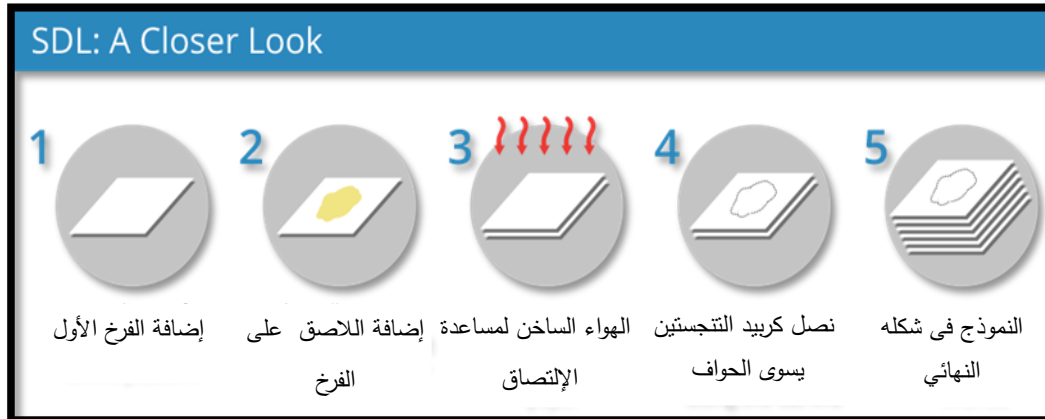 SDL: A Closer Look
1
2
3
4
5
إضافة الفرخ الأول
إضافة اللاصق على
الفرخ
الهواء الساخن لمساعدة
الإلتصاق
نصل كربيد التنجستين
يسوى الحواف
النموذج فى شكله
النهائي